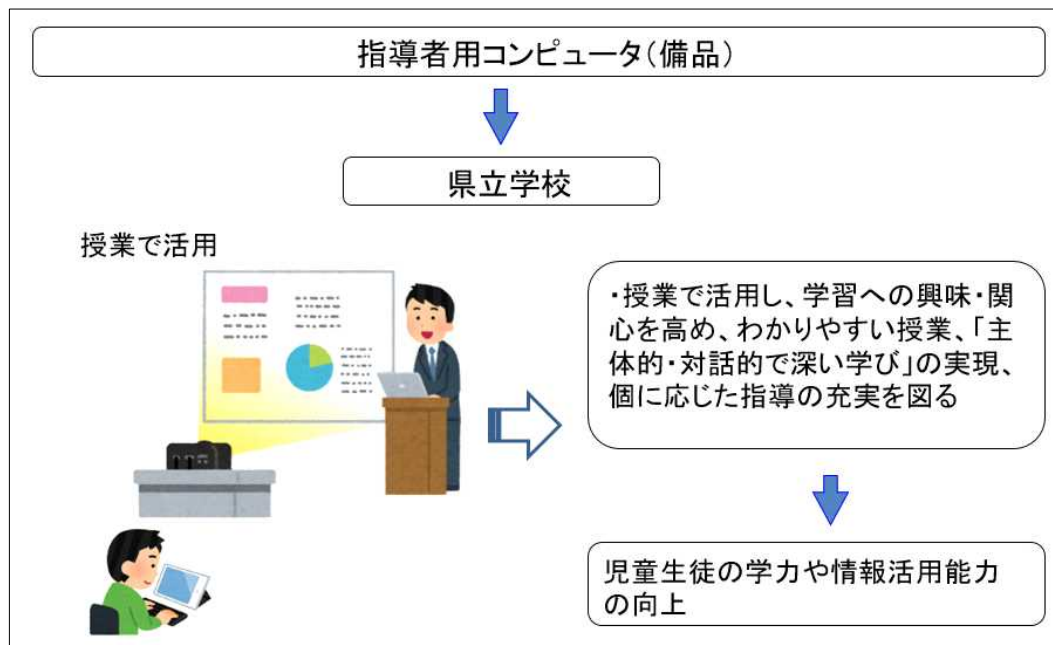 指導者用コンピュータ（備品）
県立学校
授業で活用
・授業で活用し、学習への興味・関
心を高め、わかりやすい授業、「主
体的・対話的で深い学び」の実現、
個に応じた指導の充実を図る
児童生徒の学力や情報活用能力
の向上